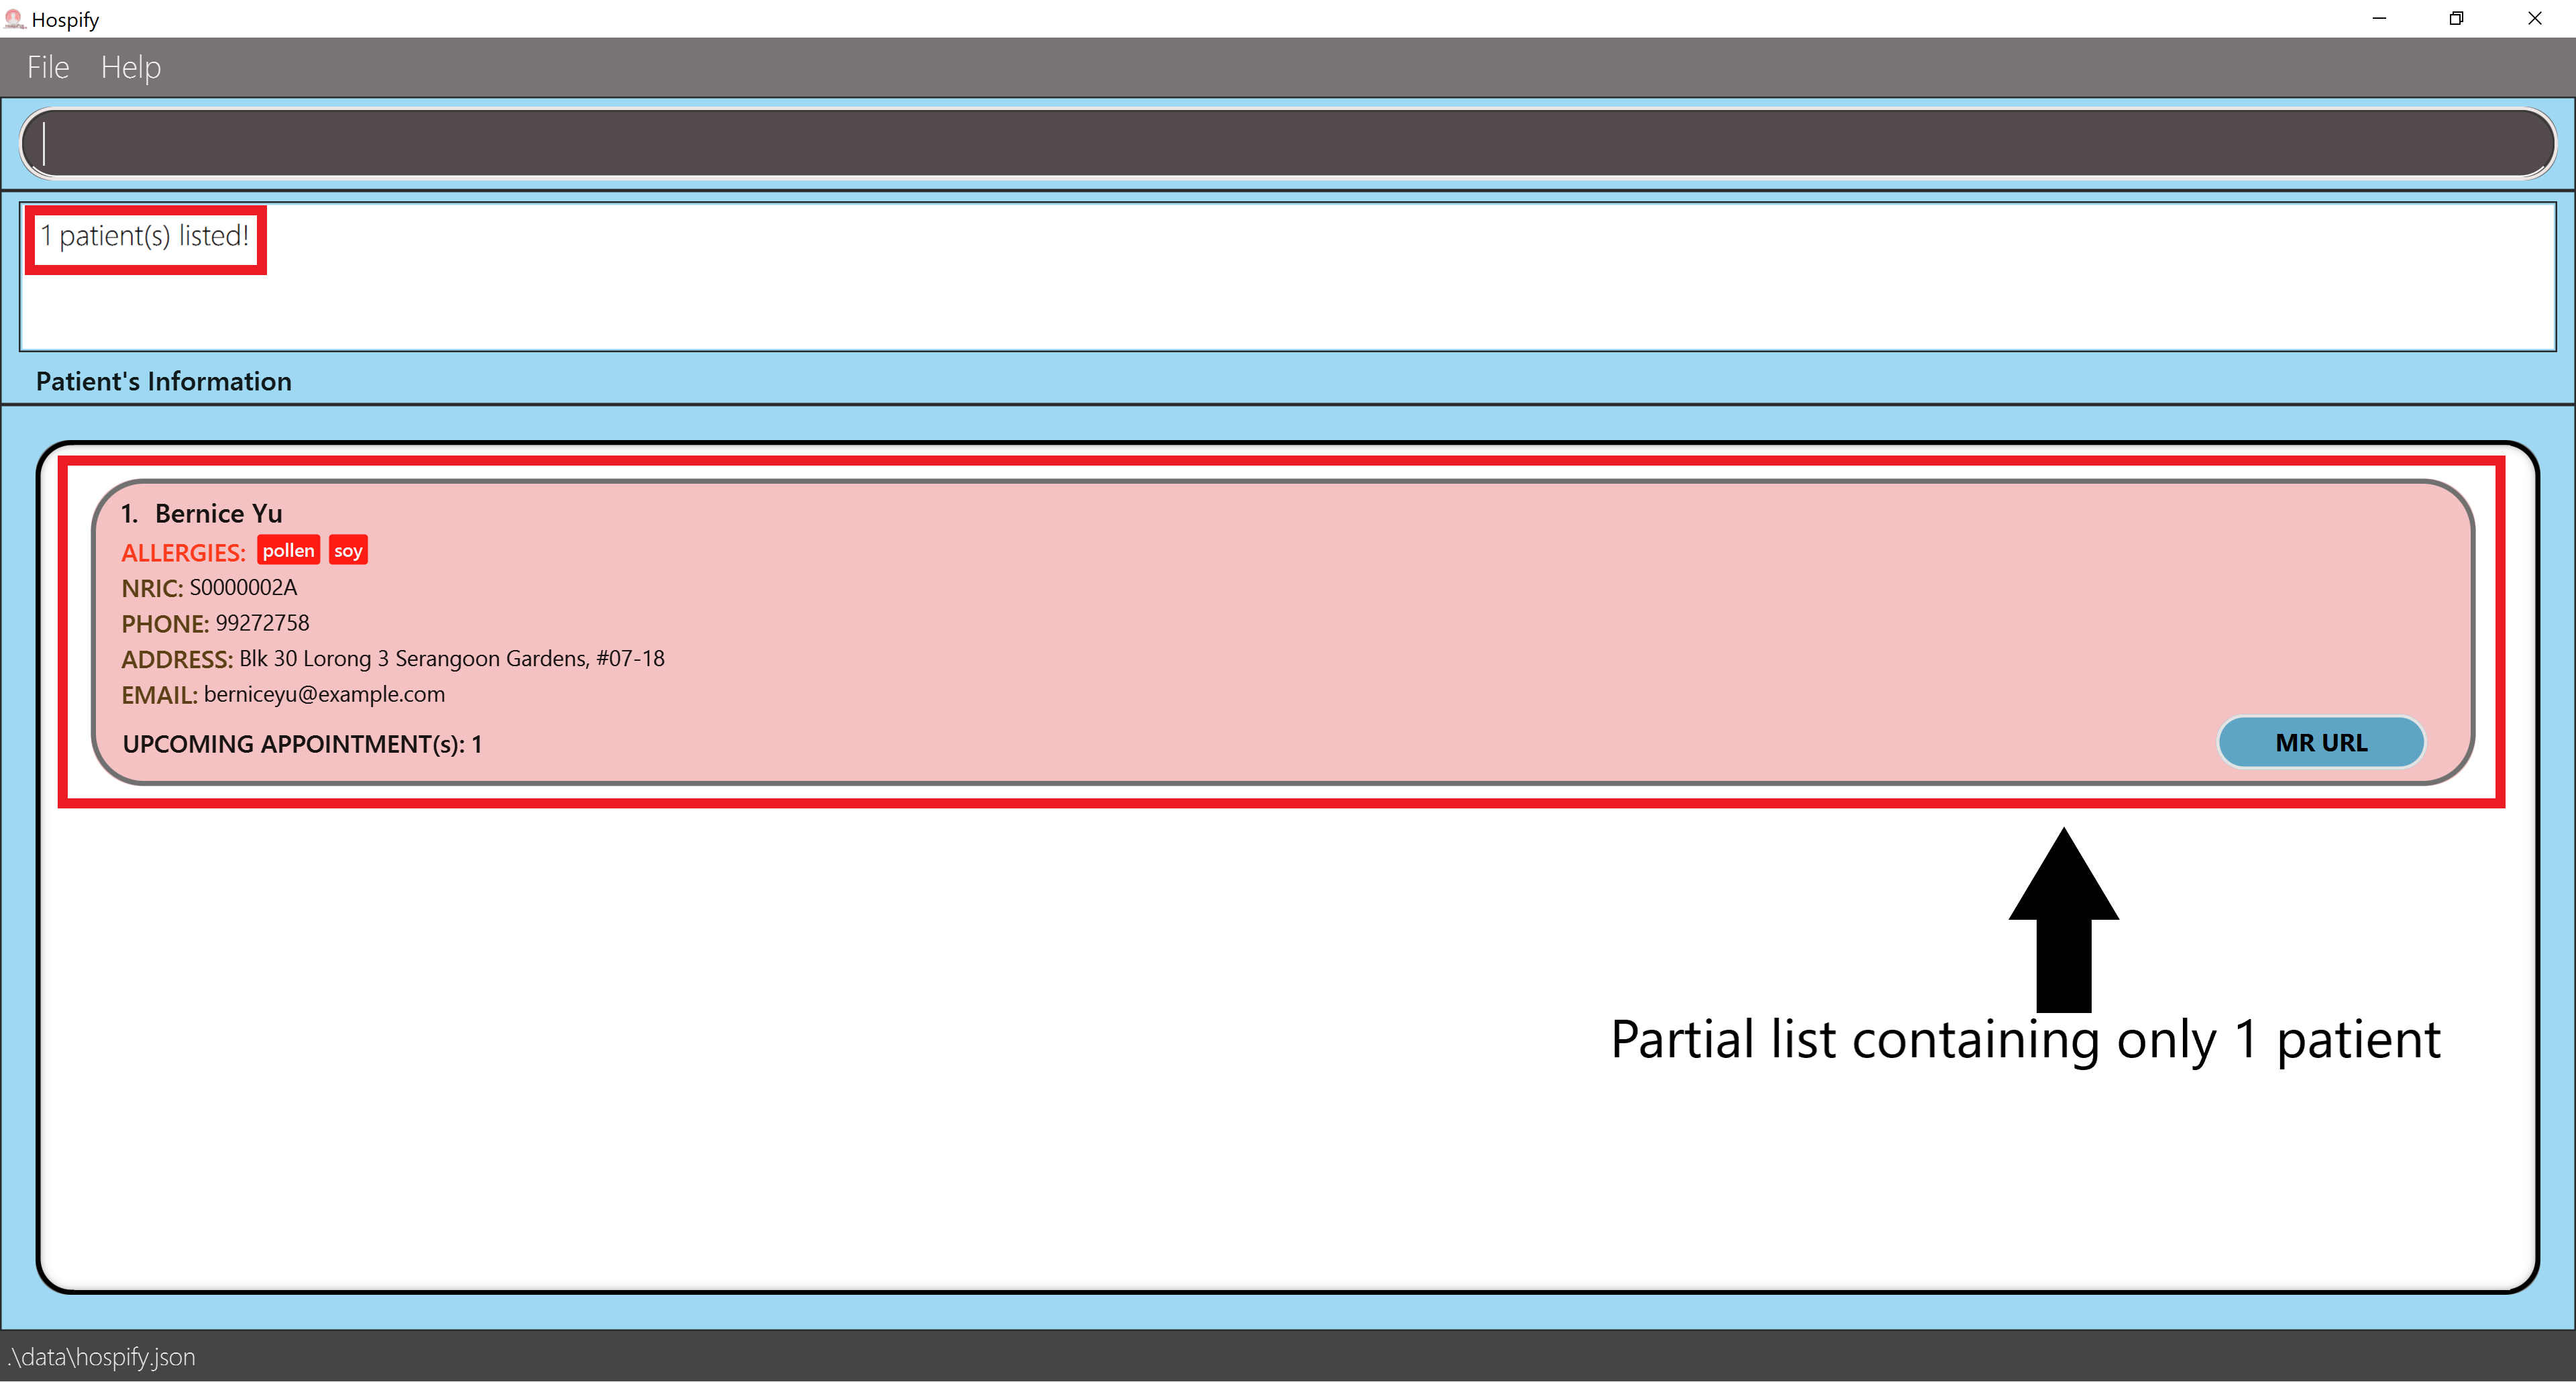 Hospify
File Help
1 patient(s) listed!
Patient's Information
1. Bernice Yu
ALLERGIES: pollen soy
NRIC: S0000002A
PHONE: 99272758
ADDRESS: Blk 30 Lorong 3 Serangoon Gardens, #07-18
EMAIL: berniceyu@example.com
UPCOMING APPOINTMENT(s): 1
MR URL
Partial list containing only 1 patient
.\data\hospify.json